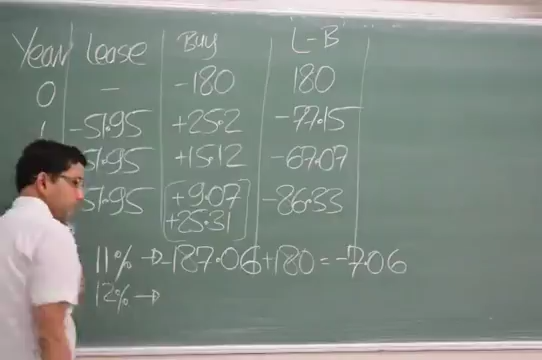 Year Lease Buy L-B
0 — -180 180
1 -51.95 +25.2 -77.15
51.95 +15.12 -67.07
51.95 +9.07 -86.33
+25.31
11% → -187.06+180 = -7.06
12% →